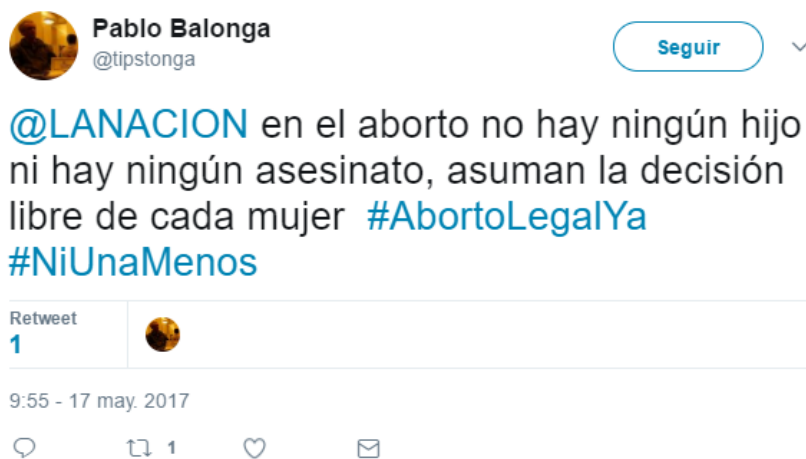 Pablo Balonga
@tipstonga
Seguir
@LANACION en el aborto no hay ningún hijo
ni hay ningún asesinato, asuman la decisión
libre de cada mujer #AbortoLegalYa
#NiUnaMenos
Retweet
1
9:55 - 17 may. 2017
1